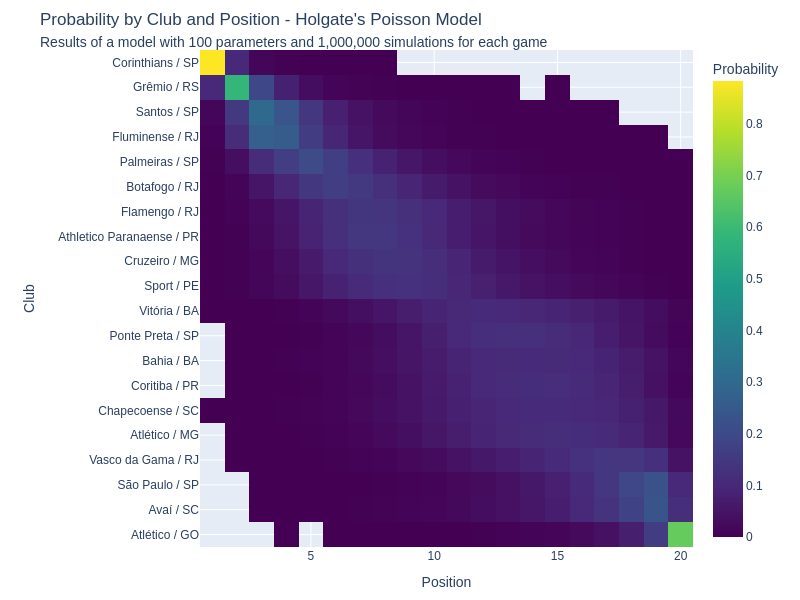 Probability by Club and Position - Holgate's Poisson Model
Results of a model with 100 parameters and 1,000,000 simulations for each game
Probability
Corinthians / SP
Grêmio / RS
Santos / SP
Fluminense / RJ
Palmeiras / SP
Botafogo / RJ
Flamengo / RJ
Athletico Paranaense / PR
Cruzeiro / MG
Sport / PE
Vitória / BA
Ponte Preta / SP
Bahia / BA
Coritiba / PR
Chapecoense / SC
Atlético / MG
Vasco da Gama / RJ
São Paulo / SP
Avaí / SC
Atlético / GO
Club
5
10
15
20
Position
0.8
0.7
0.6
0.5
0.4
0.3
0.2
0.1
0